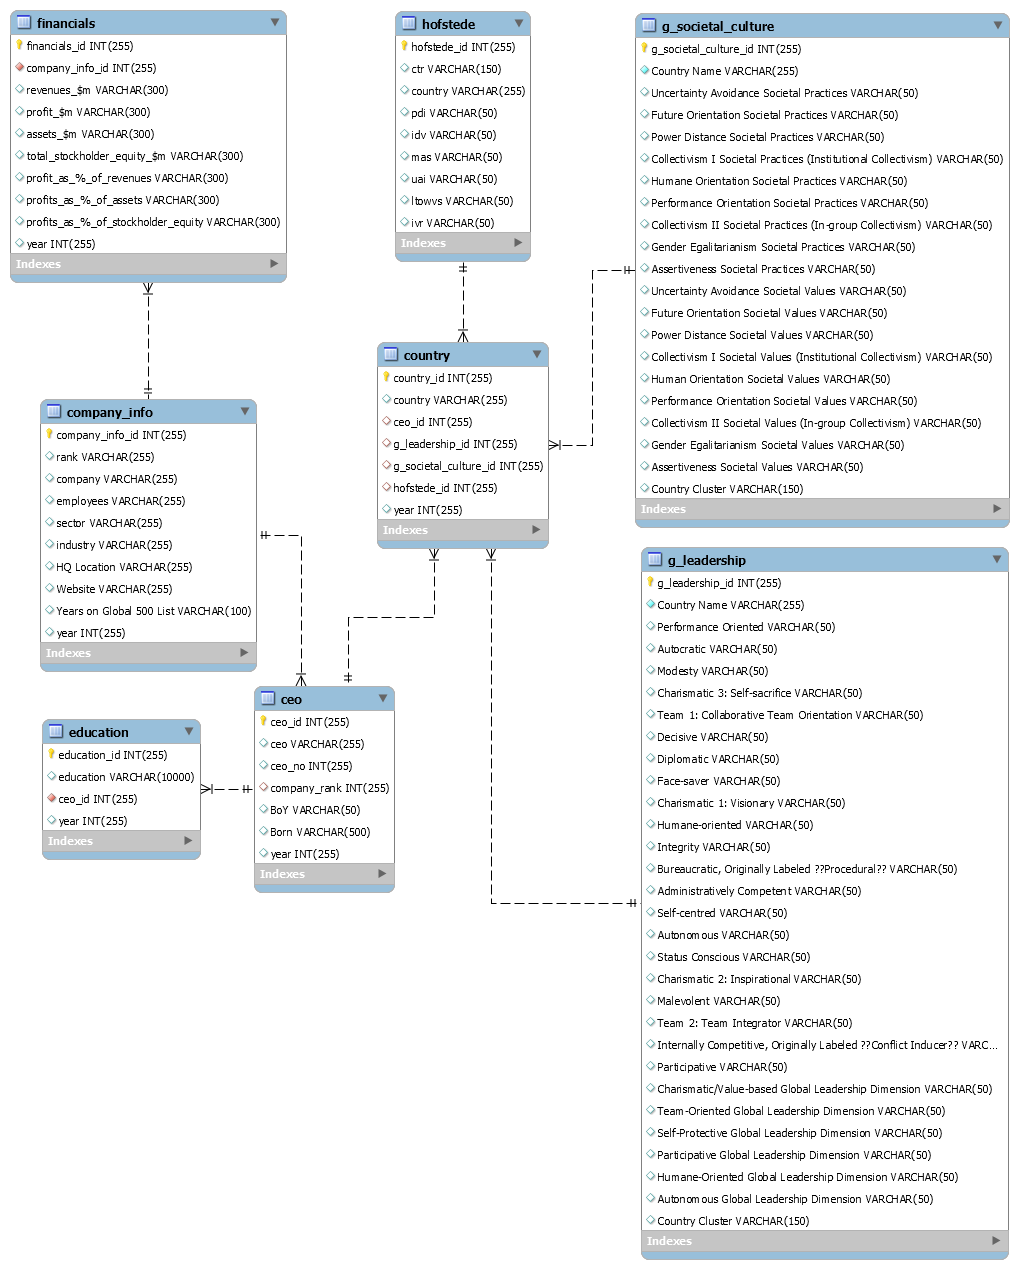 financials
financials_id INT(255)
company_info_id INT(255)
revenues_$m VARCHAR(300)
profit_$m VARCHAR(300)
assets_$m VARCHAR(300)
total_stockholder_equity_$m VARCHAR(300)
profit_as_%_of_revenues VARCHAR(300)
profits_as_%_of_assets VARCHAR(300)
profits_as_%_of_stockholder_equity VARCHAR(300)
year INT(255)
Indexes
hofstede
hofstede_id INT(255)
ctr VARCHAR(150)
country VARCHAR(255)
pdi VARCHAR(50)
idv VARCHAR(50)
mas VARCHAR(50)
uai VARCHAR(50)
ltowvs VARCHAR(50)
ivr VARCHAR(50)
Indexes
g_societal_culture
g_societal_culture_id INT(255)
Country Name VARCHAR(255)
Uncertainty Avoidance Societal Practices VARCHAR(50)
Future Orientation Societal Practices VARCHAR(50)
Power Distance Societal Practices VARCHAR(50)
Collectivism I Societal Practices (Institutional Collectivism) VARCHAR(50)
Humane Orientation Societal Practices VARCHAR(50)
Performance Orientation Societal Practices VARCHAR(50)
Collectivism II Societal Practices (In-group Collectivism) VARCHAR(50)
Gender Egalitarianism Societal Practices VARCHAR(50)
Assertiveness Societal Practices VARCHAR(50)
Uncertainty Avoidance Societal Values VARCHAR(50)
Future Orientation Societal Values VARCHAR(50)
Power Distance Societal Values VARCHAR(50)
Collectivism I Societal Values (Institutional Collectivism) VARCHAR(50)
Human Orientation Societal Values VARCHAR(50)
Performance Orientation Societal Values VARCHAR(50)
Collectivism II Societal Values (In-group Collectivism) VARCHAR(50)
Gender Egalitarianism Societal Values VARCHAR(50)
Assertiveness Societal Values VARCHAR(50)
Country Cluster VARCHAR(150)
Indexes
country
country_id INT(255)
country VARCHAR(255)
ceo_id INT(255)
g_leadership_id INT(255)
g_societal_culture_id INT(255)
hofstede_id INT(255)
year INT(255)
Indexes
company_info
company_info_id INT(255)
rank VARCHAR(255)
company VARCHAR(255)
employees VARCHAR(255)
sector VARCHAR(255)
industry VARCHAR(255)
HQ Location VARCHAR(255)
Website VARCHAR(255)
Years on Global 500 List VARCHAR(100)
year INT(255)
Indexes
ceo
ceo_id INT(255)
ceo VARCHAR(255)
ceo_no INT(255)
company_rank INT(255)
BoY VARCHAR(50)
Born VARCHAR(500)
year INT(255)
Indexes
education
education_id INT(255)
education VARCHAR(10000)
ceo_id INT(255)
year INT(255)
Indexes
g_leadership
g_leadership_id INT(255)
Country Name VARCHAR(255)
Performance Oriented VARCHAR(50)
Autocratic VARCHAR(50)
Modesty VARCHAR(50)
Charismatic 3: Self-sacrifice VARCHAR(50)
Team 1: Collaborative Team Orientation VARCHAR(50)
Decisive VARCHAR(50)
Diplomatic VARCHAR(50)
Face-saver VARCHAR(50)
Charismatic 1: Visionary VARCHAR(50)
Humane-oriented VARCHAR(50)
Integrity VARCHAR(50)
Bureaucratic, Originally Labeled ??Procedural?? VARCHAR(50)
Administratively Competent VARCHAR(50)
Self-centred VARCHAR(50)
Autonomous VARCHAR(50)
Status Conscious VARCHAR(50)
Charismatic 2: Inspirational VARCHAR(50)
Malevolent VARCHAR(50)
Team 2: Team Integrator VARCHAR(50)
Internally Competitive, Originally Labeled ??Conflict Inducer?? VARC...
Participative VARCHAR(50)
Charismatic/Value-based Global Leadership Dimension VARCHAR(50)
Team-Oriented Global Leadership Dimension VARCHAR(50)
Self-Protective Global Leadership Dimension VARCHAR(50)
Participative Global Leadership Dimension VARCHAR(50)
Humane-Oriented Global Leadership Dimension VARCHAR(50)
Autonomous Global Leadership Dimension VARCHAR(50)
Country Cluster VARCHAR(150)
Indexes